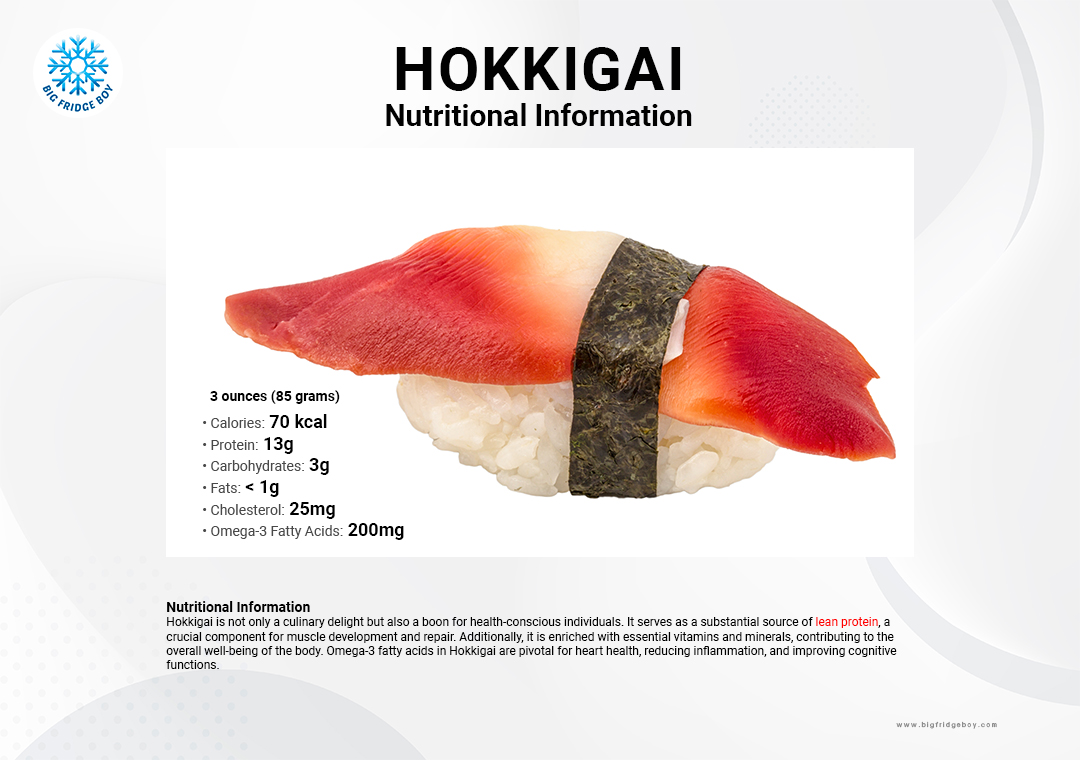 BIG FRIDGE BOY
HOKKIGAI
Nutritional Information
3 ounces (85 grams)
• Calories: 70 kcal
• Protein: 13g
• Carbohydrates: 3g
• Fats: < 1g
• Cholesterol: 25mg
• Omega-3 Fatty Acids: 200mg
Nutritional Information
Hokkigai is not only a culinary delight but also a boon for health-conscious individuals. It serves as a substantial source of lean protein, a
crucial component for muscle development and repair. Additionally, it is enriched with essential vitamins and minerals, contributing to the
overall well-being of the body. Omega-3 fatty acids in Hokkigai are pivotal for heart health, reducing inflammation, and improving cognitive
functions.
www.bigfridgeboy.com